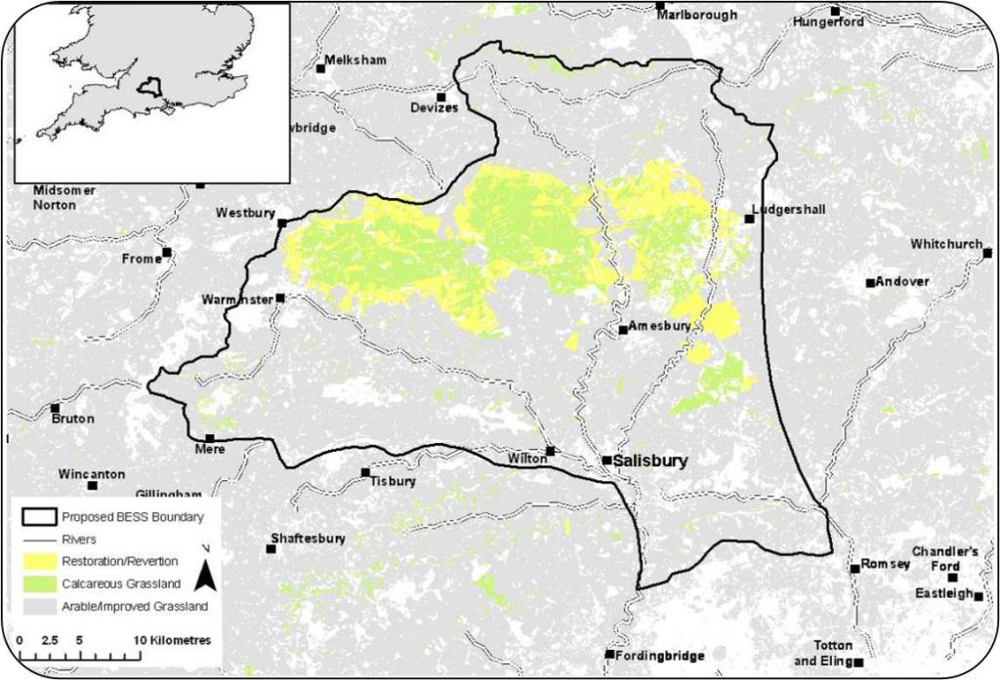 Marlborough
Hungerford
Melksham
Devizes
wbridge
Midsomer
Norton
Westbury
Ludgershall
Frome
Whitchurch
Andover
Warminster
Amesbury
Bruton
Mere
Wilton
Salisbury
Tisbury
Wincanton
Gillingham
Shaftesbury
Proposed BESS Boundary
Rivers
Restoration/Revertion
Calcareous Grassland
Arable/Improved Grassland
0 2.5 5 10 Kilometres
Romsey
Chandler's
Ford
Eastleigh
Fordingbridge
Totton
and Eling